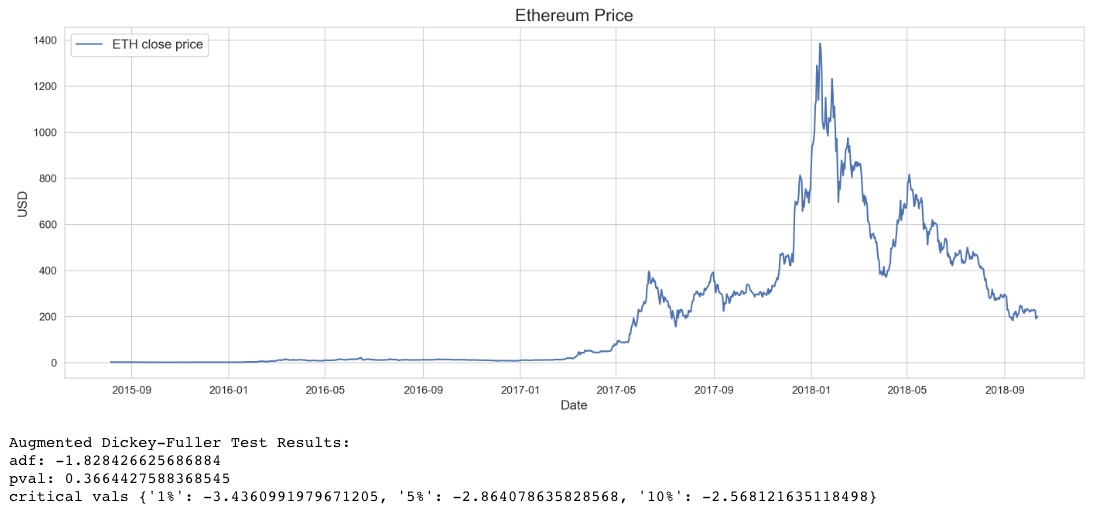 Ethereum Price
ETH close price
1400
1200
1000
800
600
400
200
0
USD
2015-09 2016-01 2016-05 2016-09 2017-01 2017-05 2017-09 2018-01 2018-05 2018-09
Date
Augmented Dickey-Fuller Test Results:
adf: -1.828426625686884
pval: 0.3664427588368545
critical vals {'1%': -3.4360991979671205, '5%': -2.864078635828568, '10%': -2.568121635118498}